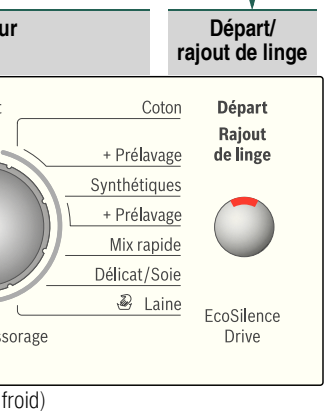 ur
Départ/
rajout de linge
t
Coton
+ Prélavage
Synthétiques
+ Prélavage
Mix rapide
Délicat/Soie
Laine
ssorage
Départ
Rajout
de linge
EcoSilence
Drive
froid)